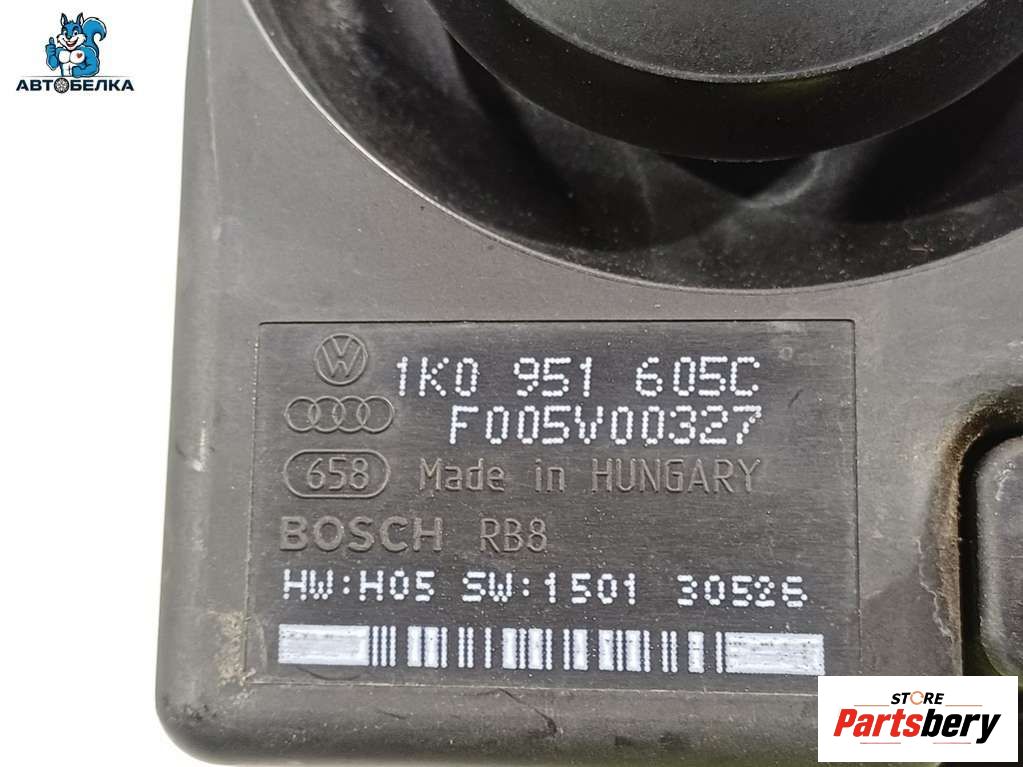 АВТОБЕЛКА
1K0 951 605C
F005V00327
658 Made in HUNGARY
BOSCH RB8
HW:H05 SW:1501 30526
STORE
Partsbery